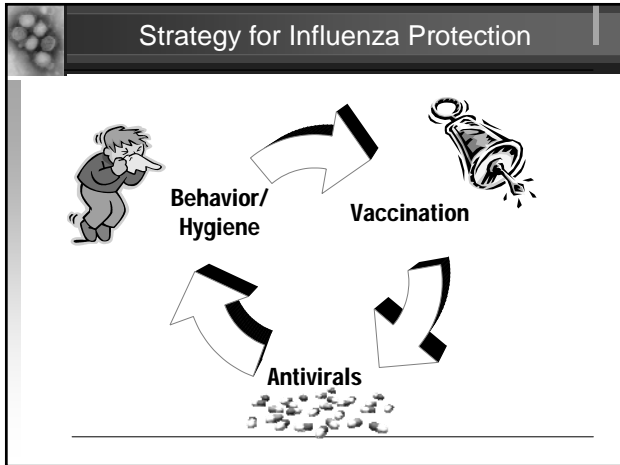 Strategy for Influenza Protection
Behavior/
Hygiene
Vaccination
Antivirals